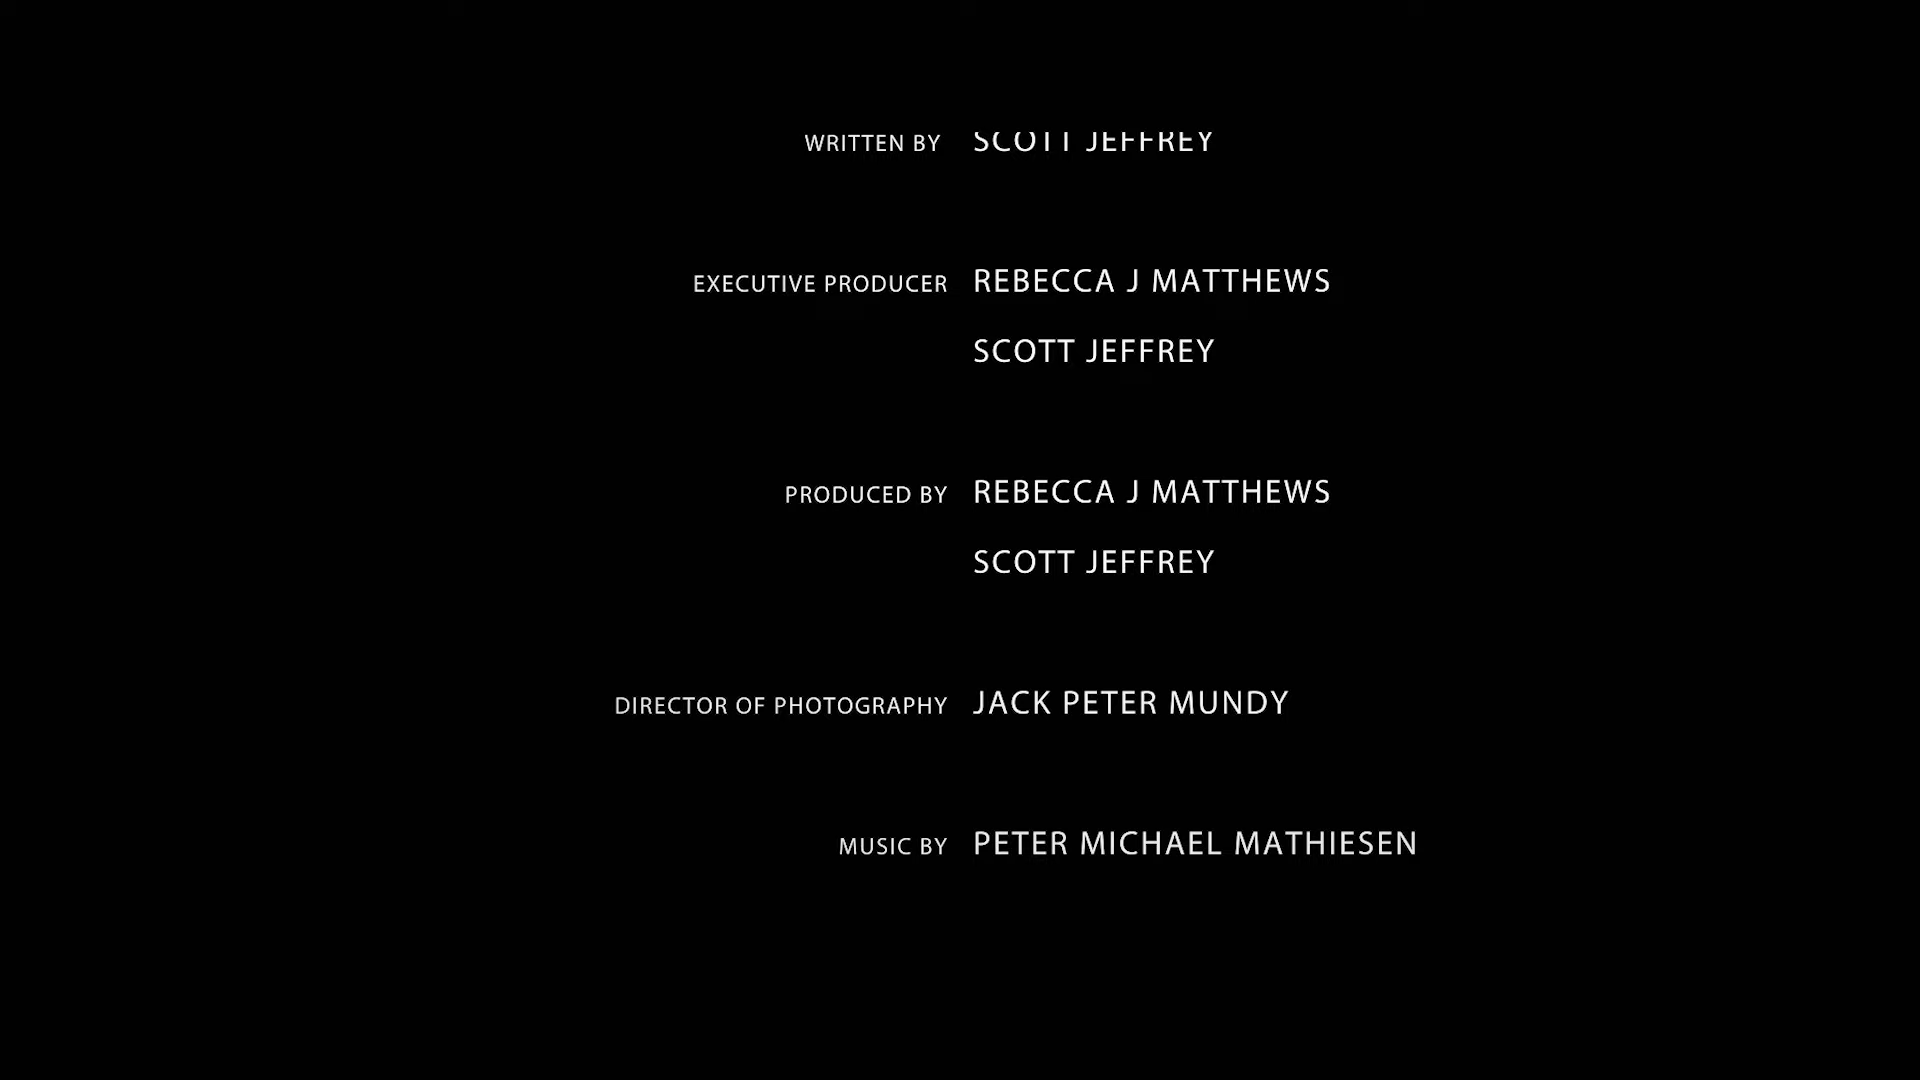 WRITTEN BY SCOTT JEFFREY
EXECUTIVE PRODUCER REBECCA J MATTHEWS
SCOTT JEFFREY
PRODUCED BY REBECCA J MATTHEWS
SCOTT JEFFREY
DIRECTOR OF PHOTOGRAPHY JACK PETER MUNDY
MUSIC BY PETER MICHAEL MATHIESEN